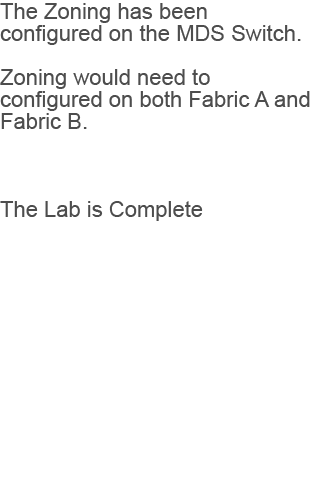 The Zoning has been
configured on the MDS Switch.
Zoning would need to
configured on both Fabric A and
Fabric B.
The Lab is Complete